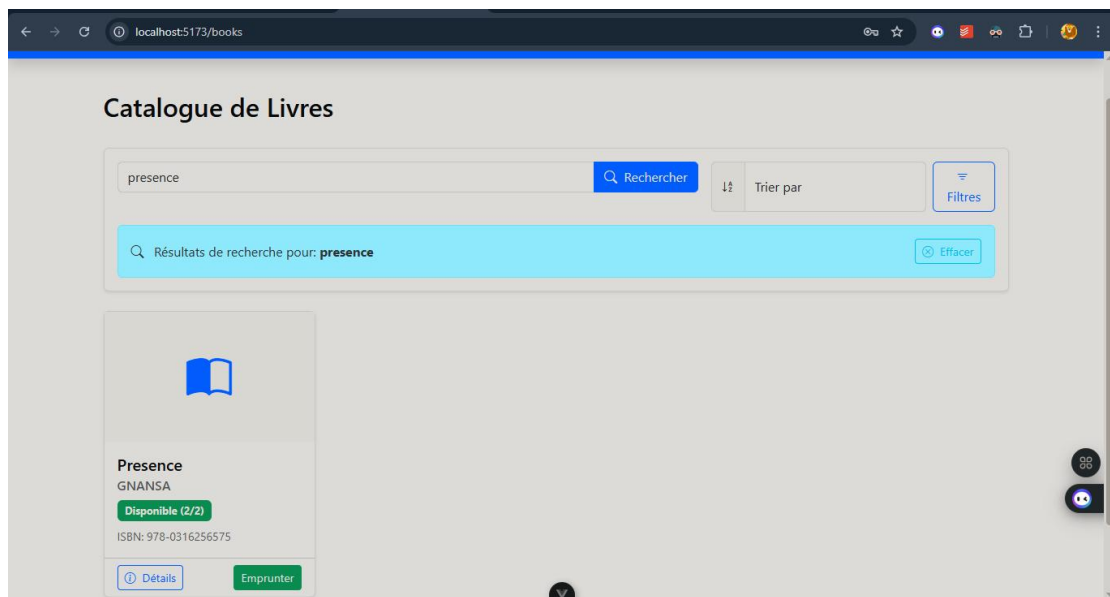 localhost:5173/books
Catalogue de Livres
presence
Rechercher
Trier par
Filtres
Résultats de recherche pour: presence
Effacer
Presence
GNANSA
Disponible (2/2)
ISBN: 978-0316256575
Détails
Emprunter